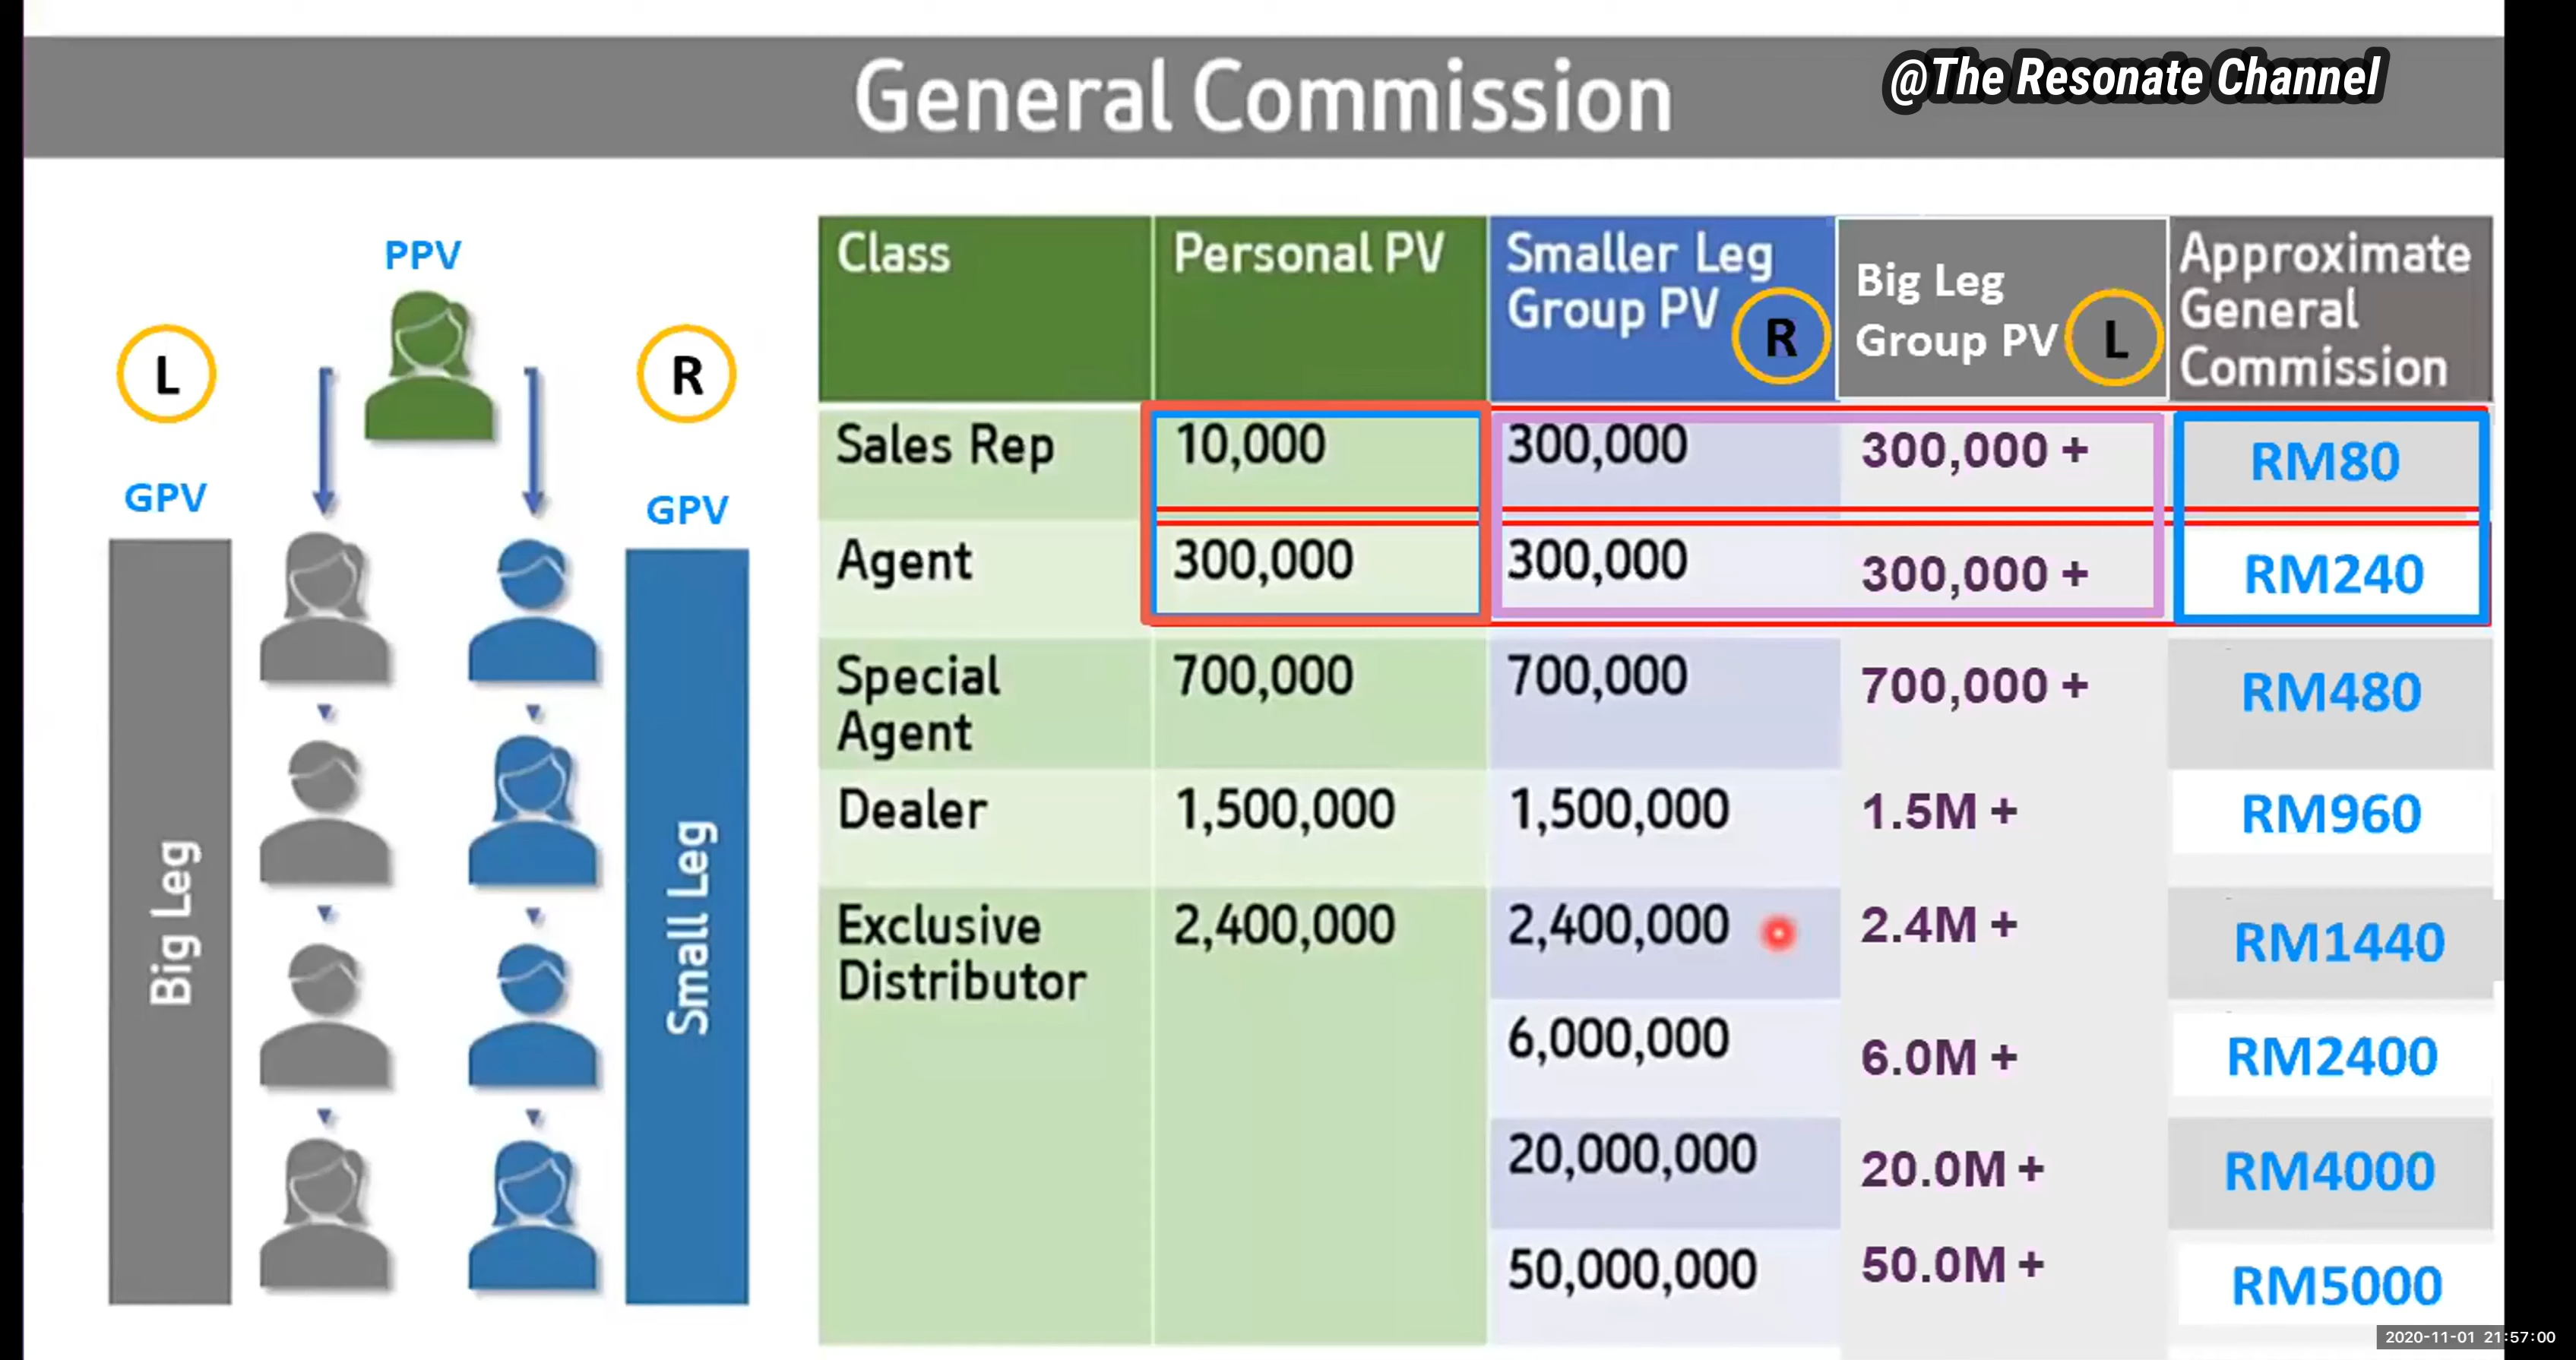 General Commission
@The Resonate Channel
PPV
L
R
GPV
GPV
Big Leg
Small Leg
Class
Personal PV
Smaller Leg
Group PV
R
Big Leg
Group PV
L
Approximate
General
Commission
Sales Rep
10,000
300,000
300,000 +
RM80
Agent
300,000
300,000
300,000 +
RM240
Special
Agent
700,000
700,000
700,000 +
RM480
Dealer
1,500,000
1,500,000
1.5M +
RM960
Exclusive
Distributor
2,400,000
2,400,000
2.4M +
RM1440
6,000,000
6.0M +
RM2400
20,000,000
20.0M +
RM4000
50,000,000
50.0M +
RM5000
2020-11-01 21:57:00